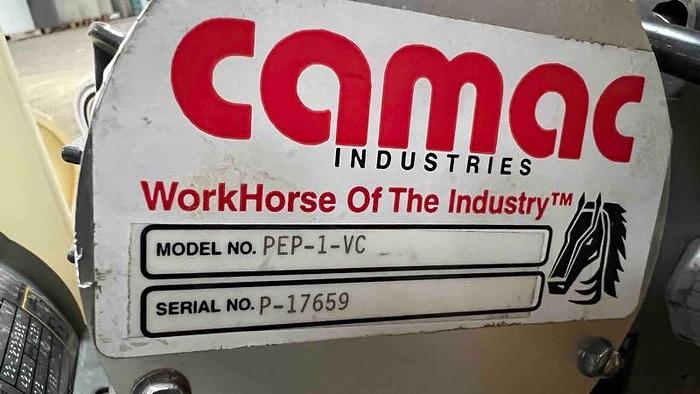 camac
INDUSTRIES
WorkHorse Of The Industry™
MODEL NO. PEP-1-VC
SERIAL NO. P-17659